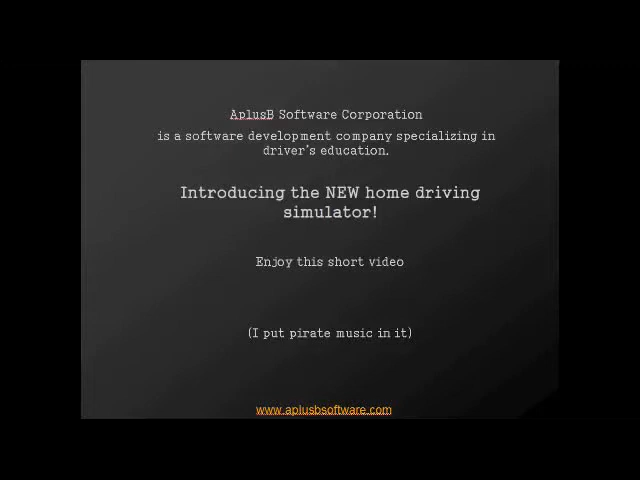 AplusB Software Corporation
is a software development company specializing in
driver's education.
Introducing the NEW home driving
simulator!
Enjoy this short video
(I put pirate music in it)
www.aplusbsoftware.com